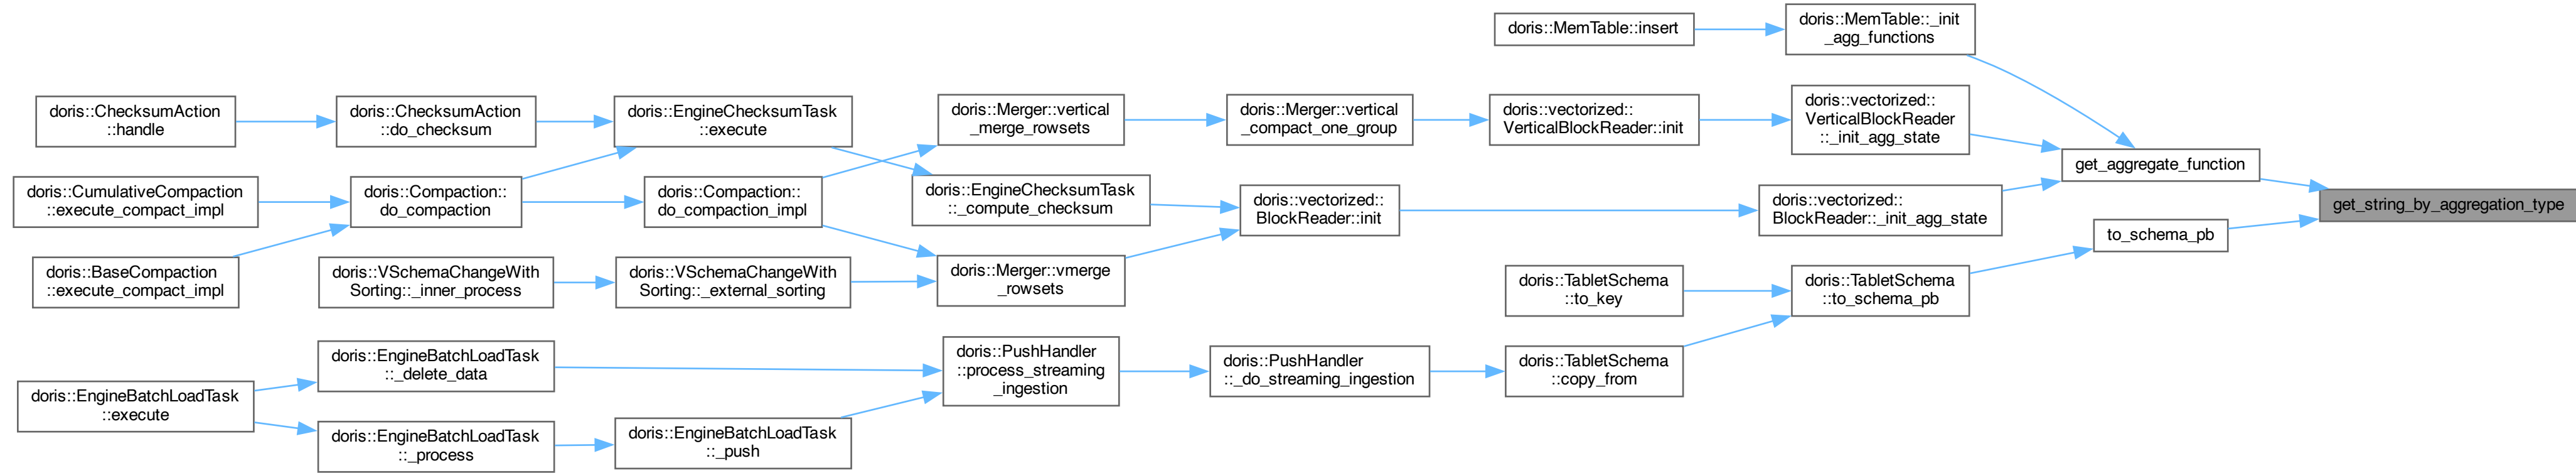 doris::MemTable::insert
doris::MemTable::_init
_agg_functions
doris::ChecksumAction
::handle
doris::ChecksumAction
::do_checksum
doris::EngineChecksumTask
::execute
doris::Merger::vertical
_merge_rowsets
doris::Merger::vertical
_compact_one_group
doris::vectorized::
VerticalBlockReader::init
doris::vectorized::
VerticalBlockReader
::_init_agg_state
get_aggregate_function
doris::CumulativeCompaction
::execute_compact_impl
doris::Compaction::
do_compaction
doris::Compaction::
do_compaction_impl
doris::EngineChecksumTask
::_compute_checksum
doris::vectorized::
BlockReader::init
doris::vectorized::
BlockReader::_init_agg_state
get_string_by_aggregation_type
to_schema_pb
doris::BaseCompaction
::execute_compact_impl
doris::VSchemaChangeWith
Sorting::_inner_process
doris::VSchemaChangeWith
Sorting::_external_sorting
doris::Merger::vmerge
_rowsets
doris::TabletSchema
::to_key
doris::TabletSchema
::to_schema_pb
doris::EngineBatchLoadTask
::_delete_data
doris::PushHandler
::process_streaming
_ingestion
doris::PushHandler
::_do_streaming_ingestion
doris::TabletSchema
::copy_from
doris::EngineBatchLoadTask
::execute
doris::EngineBatchLoadTask
::_process
doris::EngineBatchLoadTask
::_push